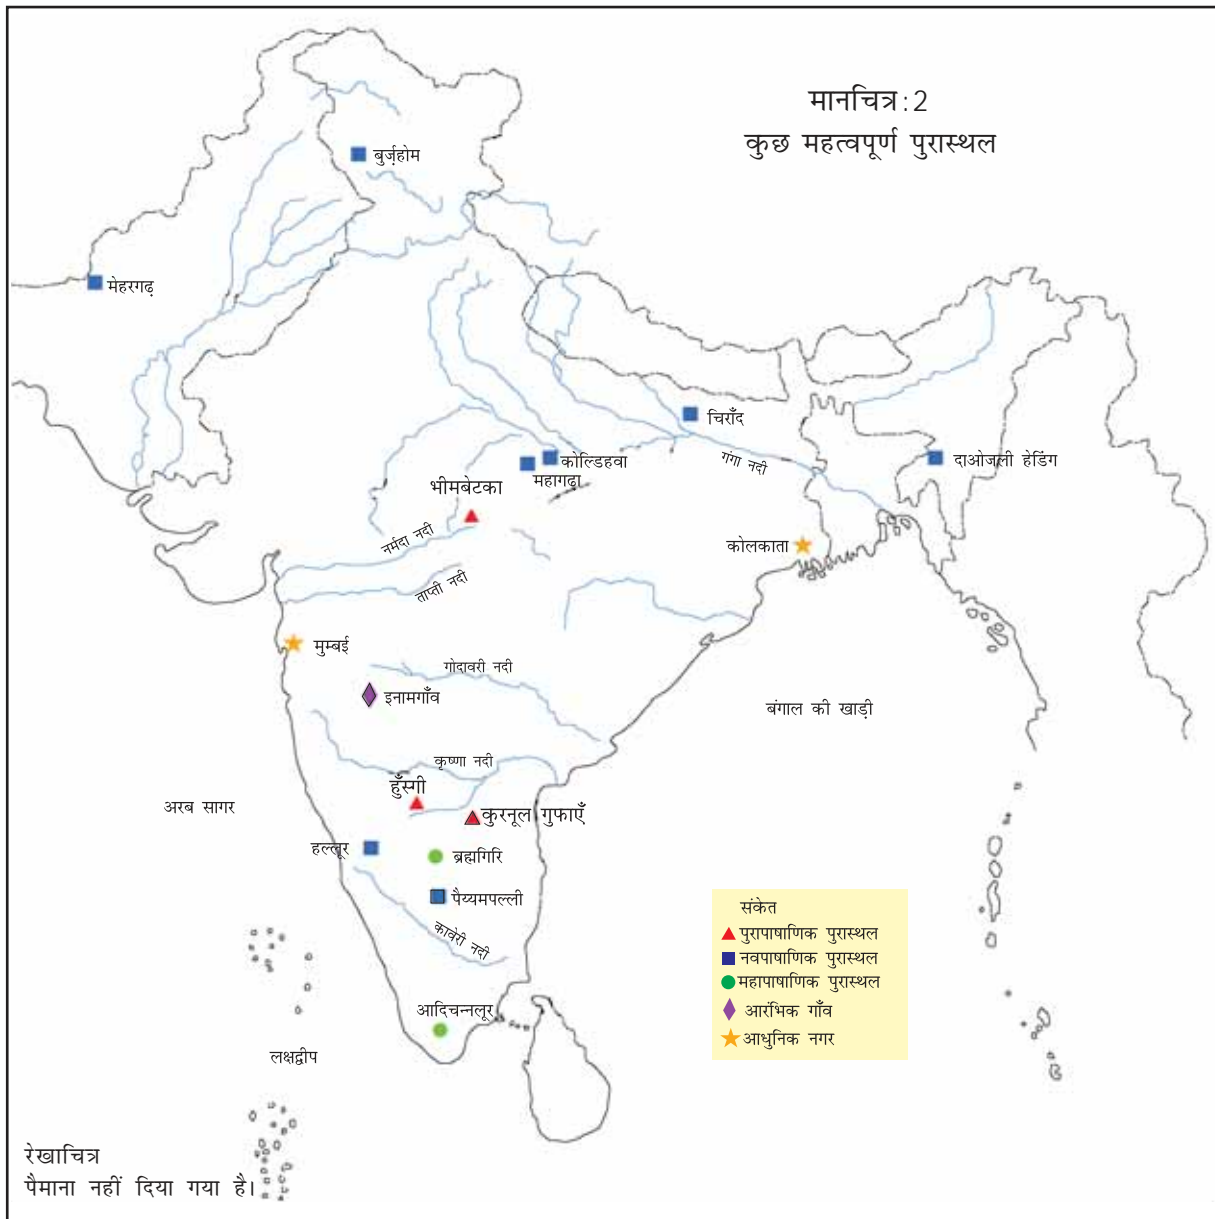 मानचित्र : 2
कुछ महत्वपूर्ण पुरास्थल
बुर्ज़होम
मेहरगढ़
चिराँद
गंगा नदी
कोल्डिहवा
महागढ़ा
दाओजली हेडिंग
भीमबेटका
नर्मदा नदी
कोलकाता
ताप्ती नदी
मुम्बई
गोदावरी नदी
इनामगाँव
बंगाल की खाड़ी
कृष्णा नदी
हुँस्गी
अरब सागर
कुरनूल गुफाएँ
हल्लूर
ब्रह्मगिरि
पैय्यमपल्ली
कावेरी नदी
संकेत
पुरापाषाणिक पुरास्थल
नवपाषाणिक पुरास्थल
महापाषाणिक पुरास्थल
आरंभिक गाँव
आधुनिक नगर
आदिचन्नलूर
लक्षद्वीप
रेखाचित्र
पैमाना नहीं दिया गया है।